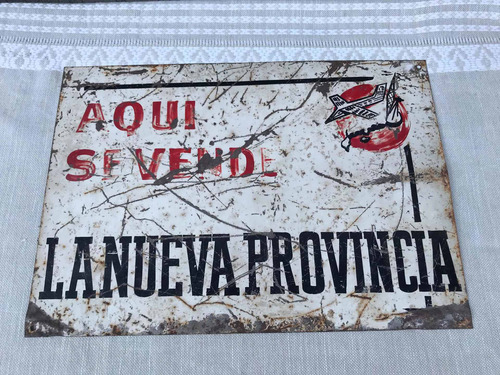 AQUI
SE VENDE
LA NUEVA PROVINCIA